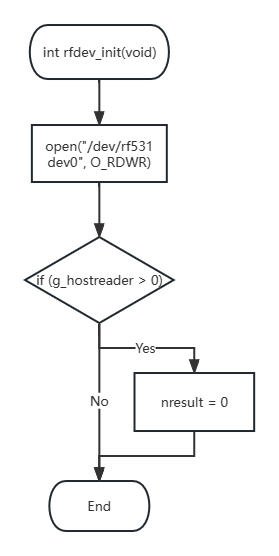 int rfdev_init(void)
open("/dev/rf531
dev0", O_RDWR)
if (g_hostreader > 0)
Yes
No
nresult = 0
End